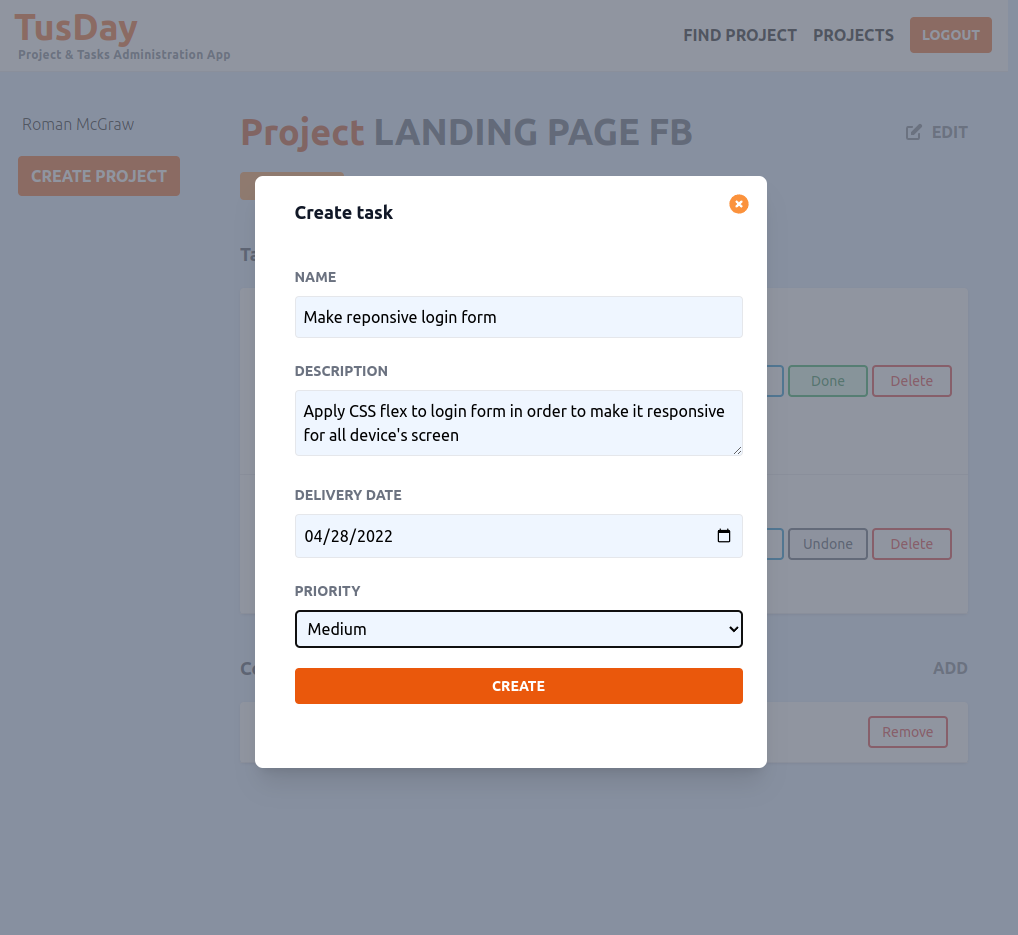 TusDay
Project & Tasks Administration App
FIND PROJECT PROJECTS LOGOUT
Roman McGraw
CREATE PROJECT
Project LANDING PAGE FB
EDIT
Create task
NAME
Make reponsive login form
DESCRIPTION
Apply CSS flex to login form in order to make it responsive
for all device's screen
DELIVERY DATE
04/28/2022
PRIORITY
Medium
CREATE
Done Delete
Undone Delete
ADD
Remove